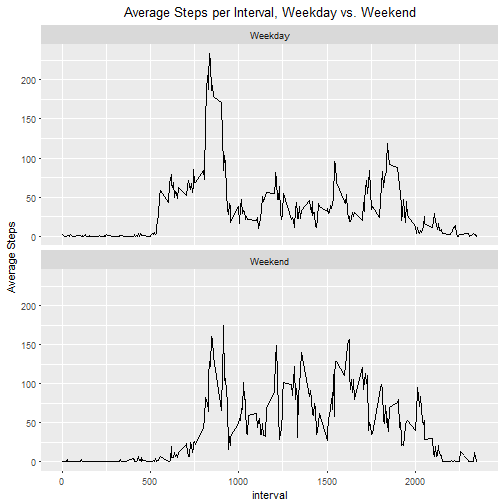 Average Steps per Interval, Weekday vs. Weekend
Weekday
200
150
100
50
0
Average Steps
Weekend
200
150
100
50
0
0 500 1000 1500 2000
interval